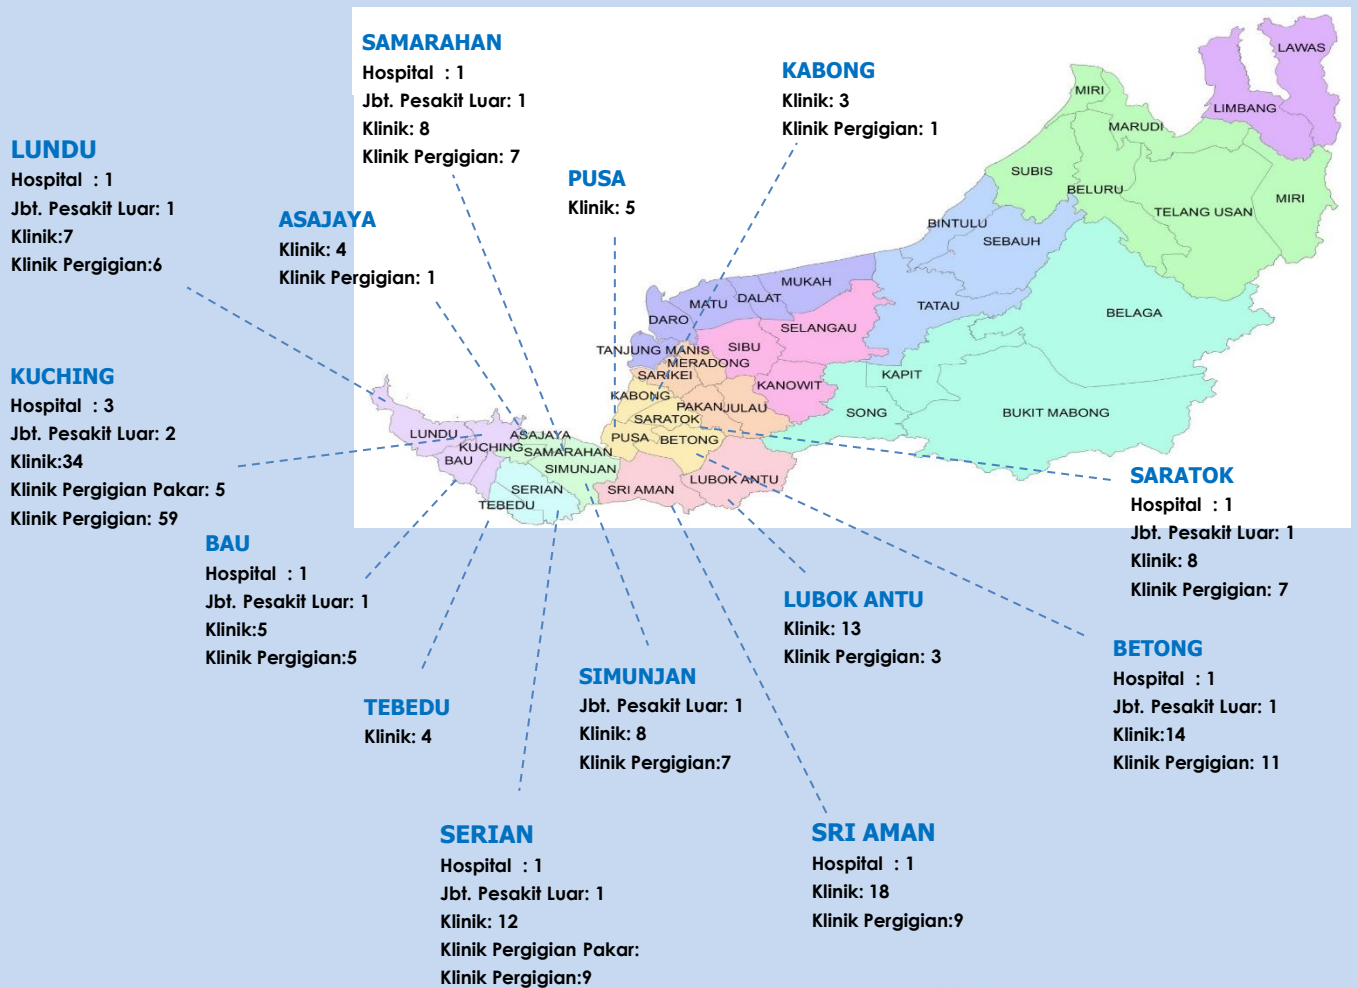 SAMARAHAN
Hospital : 1
Jbt. Pesakit Luar: 1
Klinik: 8
Klinik Pergigian: 7
KABONG
Klinik: 3
Klinik Pergigian: 1
LUNDU
Hospital : 1
Jbt. Pesakit Luar: 1
Klinik:7
Klinik Pergigian:6
PUSA
Klinik: 5
ASAJAYA
Klinik: 4
Klinik Pergigian: 1
KUCHING
Hospital : 3
Jbt. Pesakit Luar: 2
Klinik:34
Klinik Pergigian Pakar: 5
Klinik Pergigian: 59
LAWAS
LIMBANG
MIRI
MARUDI
SUBIS
BELURU
TELANG USAN
MIRI
BINTULU
SEBAUH
TATAU
BELAGA
MUKAH
DALAT
MATU
DARO
SELANGAU
SIBU
TANJUNG MANIS
MERADONG
SARIKEI
KANOWIT
KAPIT
SONG
BUKIT MABONG
KABONG
PAKAN
JULAU
SARATOK
PUSA
BETONG
LUBOK ANTU
SRI AMAN
LUNDU
ASAJAYA
KUCHING
SAMARAHAN
BAU
SIMUNJAN
SERIAN
TEBEDU
BAU
Hospital : 1
Jbt. Pesakit Luar: 1
Klinik:5
Klinik Pergigian:5
SARATOK
Hospital : 1
Jbt. Pesakit Luar: 1
Klinik: 8
Klinik Pergigian: 7
LUBOK ANTU
Klinik: 13
Klinik Pergigian: 3
BETONG
Hospital : 1
Jbt. Pesakit Luar: 1
Klinik:14
Klinik Pergigian: 11
SIMUNJAN
Jbt. Pesakit Luar: 1
Klinik: 8
Klinik Pergigian:7
TEBEDU
Klinik: 4
SERIAN
Hospital : 1
Jbt. Pesakit Luar: 1
Klinik: 12
Klinik Pergigian Pakar:
Klinik Pergigian:9
SRI AMAN
Hospital : 1
Klinik: 18
Klinik Pergigian:9